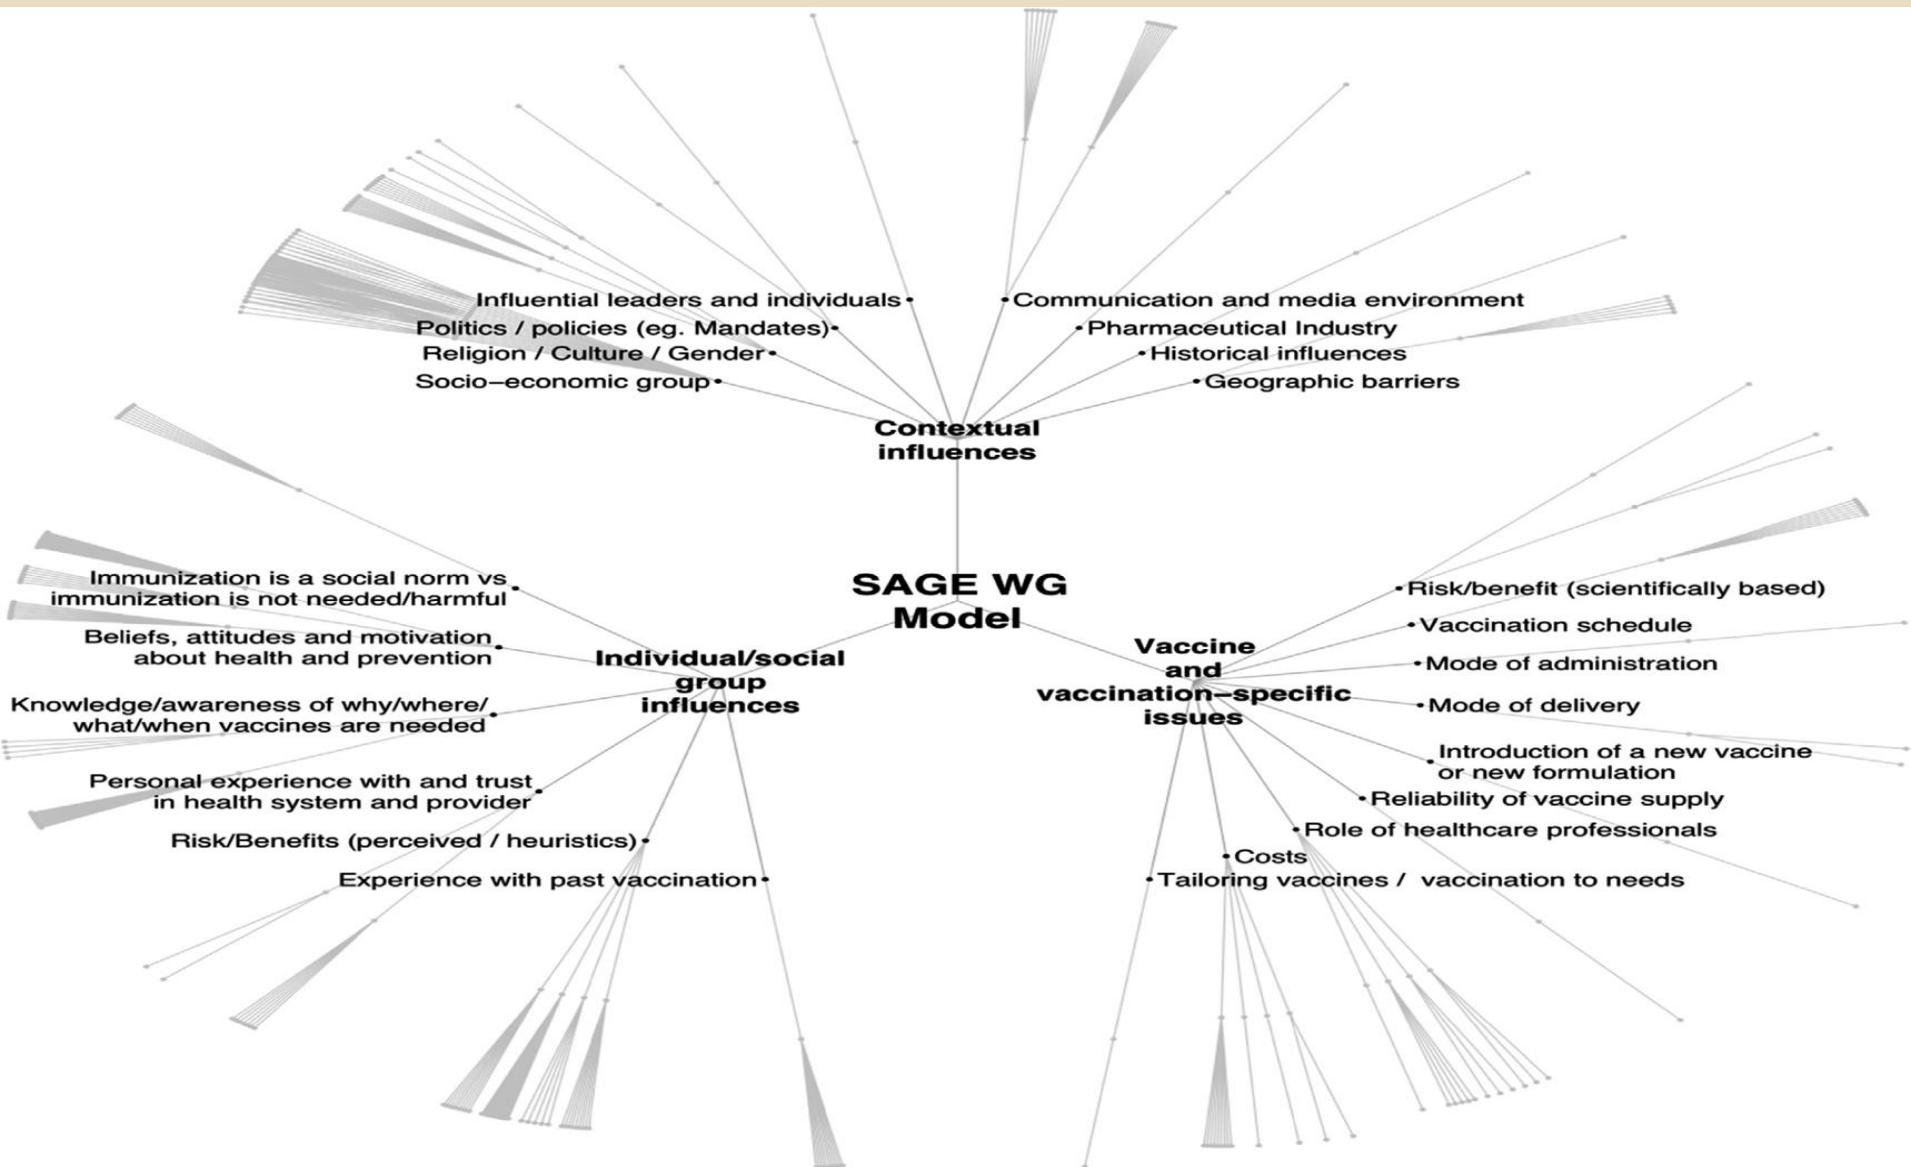 Influential leaders and individuals
Politics / policies (eg. Mandates)
Religion / Culture / Gender
Socio–economic group
Communication and media environment
Pharmaceutical Industry
Historical influences
Geographic barriers
Contextual
influences
SAGE WG
Model
Immunization is a social norm vs
immunization is not needed/harmful
Beliefs, attitudes and motivation
about health and prevention
Knowledge/awareness of why/where/
what/when vaccines are needed
Personal experience with and trust
in health system and provider
Risk/Benefits (perceived / heuristics)
Experience with past vaccination
Individual/social
group
influences
Vaccine
and
vaccination–specific
issues
Risk/benefit (scientifically based)
Vaccination schedule
Mode of administration
Mode of delivery
Introduction of a new vaccine
or new formulation
Reliability of vaccine supply
Role of healthcare professionals
Costs
Tailoring vaccines /  vaccination to needs